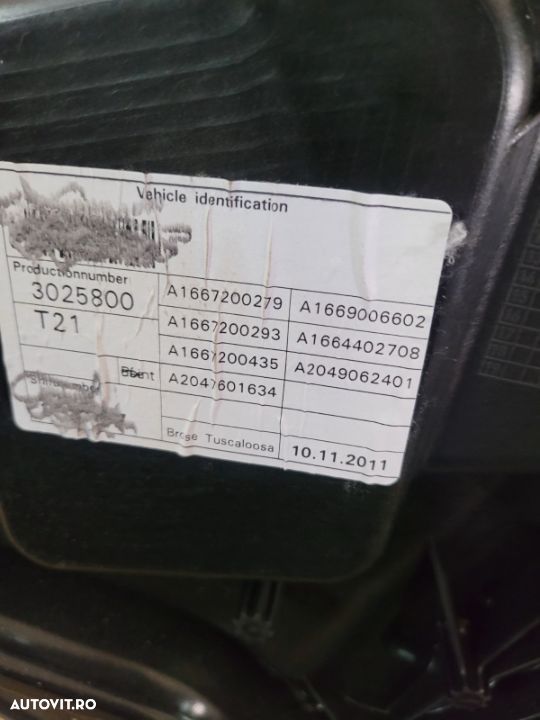 Vehicle identification
Productionnumber
3025800
T21
A1667200279
A1669006602
A1667200293
A1664402708
A1667200435
A2049062401
A2047601634
Brose Tuscaloosa
10.11.2011
AUTOVIT.RO